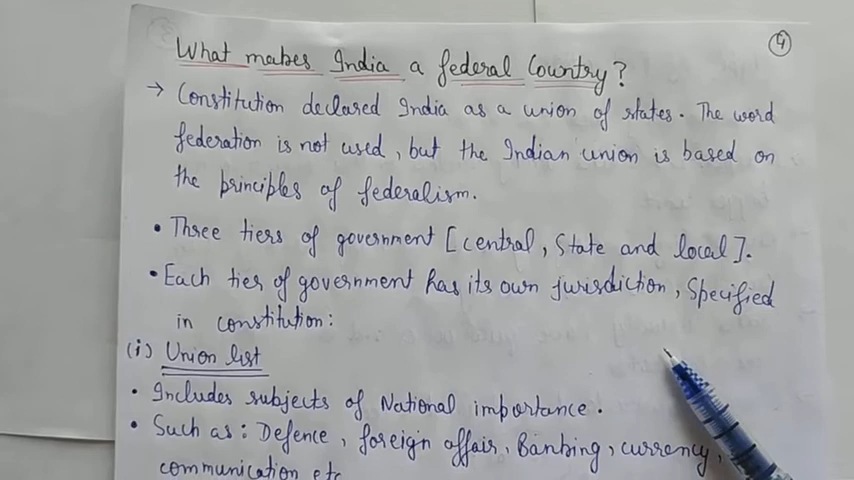 4
What makes India a federal Country?
→ Constitution declared India as a union of states. The word
federation is not used, but the Indian union is based on
the principles of federalism.
• Three tiers of government [central, State and local].
• Each tier of government has its own jurisdiction, Specified
in constitution:
(i) Union list
• Includes subjects of National importance.
• Such as: Defence, foreign affair, Banking, currency,
communication etc